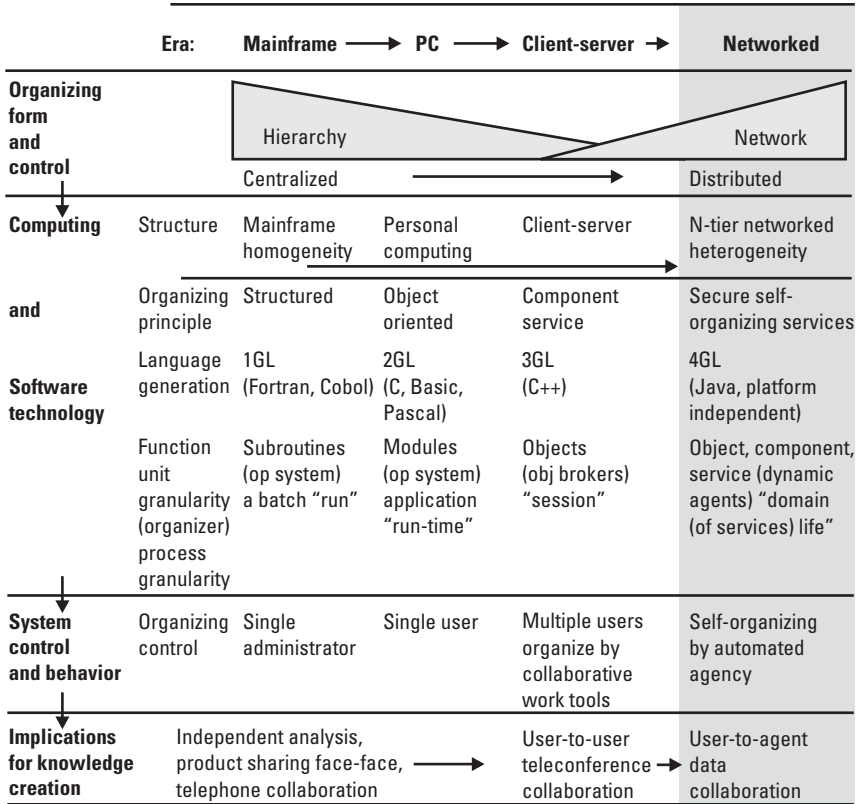 Era: Mainframe PC Client-server Networked
Organizing
form
and
control
Hierarchy Network
Centralized Distributed
Computing Structure Mainframe Personal Client-server N-tier networked
homogeneity computing heterogeneity
and Organizing Structured Object Component Secure self-
principle oriented service organizing services
Language 1GL 2GL 3GL 4GL
Software generation (Fortran, Cobol) (C, Basic, (C++) (Java, platform
technology Pascal) independent)
Function Subroutines Modules Objects Object, component,
unit (op system) (op system) (obj brokers) service (dynamic
granularity a batch “run” application “session” agents) “domain
(organizer) “run-time” (of services) life”
process
granularity
System Organizing Single Single user Multiple users Self-organizing
control control administrator organize by by automated
and behavior collaborative agency
work tools
Implications Independent analysis, User-to-user User-to-agent
for knowledge product sharing face-face, teleconference data
creation telephone collaboration collaboration collaboration